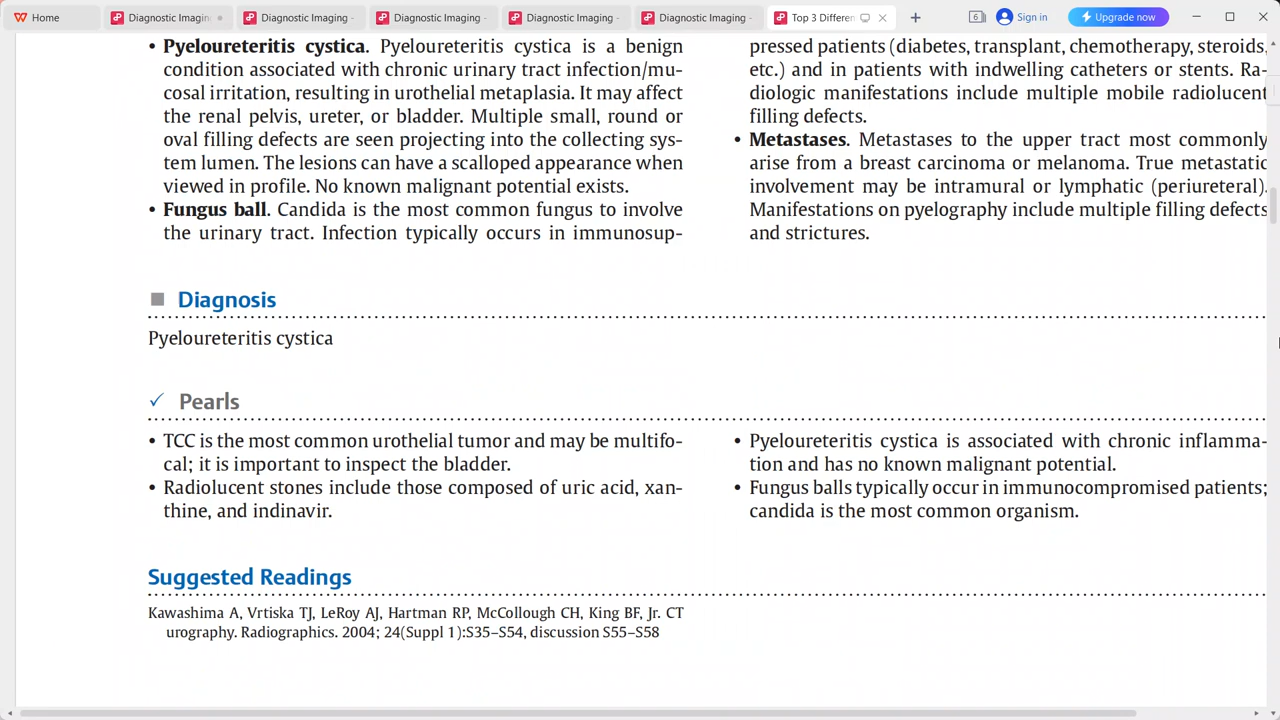 Home
Diagnostic Imaging
Diagnostic Imaging -
Diagnostic Imaging -
Diagnostic Imaging -
Diagnostic Imaging -
Top 3 Differen
6
Sign in
Upgrade now
• Pyeloureteritis cystica. Pyeloureteritis cystica is a benign
condition associated with chronic urinary tract infection/mu-
cosal irritation, resulting in urothelial metaplasia. It may affect
the renal pelvis, ureter, or bladder. Multiple small, round or
oval filling defects are seen projecting into the collecting sys-
tem lumen. The lesions can have a scalloped appearance when
viewed in profile. No known malignant potential exists.
• Fungus ball. Candida is the most common fungus to involve
the urinary tract. Infection typically occurs in immunosup-
pressed patients (diabetes, transplant, chemotherapy, steroids,
etc.) and in patients with indwelling catheters or stents. Ra-
diologic manifestations include multiple mobile radiolucent
filling defects.
• Metastases. Metastases to the upper tract most commonly
arise from a breast carcinoma or melanoma. True metastatic
involvement may be intramural or lymphatic (periureteral).
Manifestations on pyelography include multiple filling defects
and strictures.
Diagnosis
Pyeloureteritis cystica
✓ Pearls
• TCC is the most common urothelial tumor and may be multifo-
cal; it is important to inspect the bladder.
• Radiolucent stones include those composed of uric acid, xan-
thine, and indinavir.
• Pyeloureteritis cystica is associated with chronic inflamma-
tion and has no known malignant potential.
• Fungus balls typically occur in immunocompromised patients;
candida is the most common organism.
Suggested Readings
Kawashima A, Vrtiska TJ, LeRoy AJ, Hartman RP, McCollough CH, King BF, Jr. CT
urography. Radiographics. 2004; 24(Suppl 1):S35–S54, discussion S55–S58